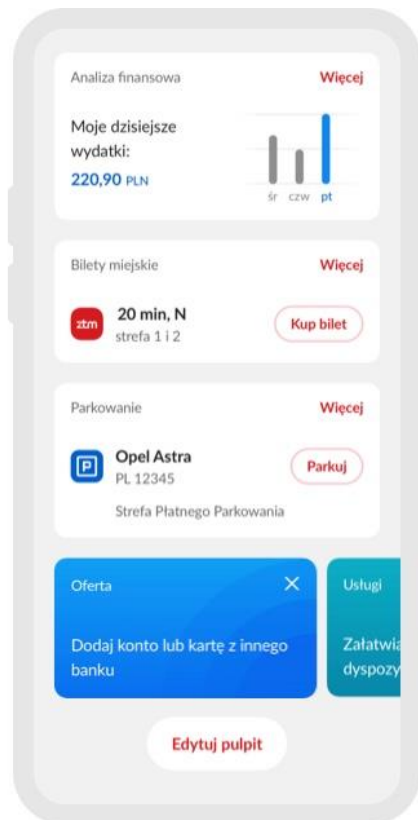 Analiza finansowa Więcej
Moje dzisiejsze
wydatki:
220,90 PLN
śr czw pt
Bilety miejskie Więcej
ztm 20 min, N Kup bilet
strefa 1 i 2
Parkowanie Więcej
P Opel Astra Parkuj
PL 12345
Strefa Płatnego Parkowania
Oferta
Dodaj konto lub kartę z innego
banku
Usługi
Załatwia
dyspozy
Edytuj pulpit